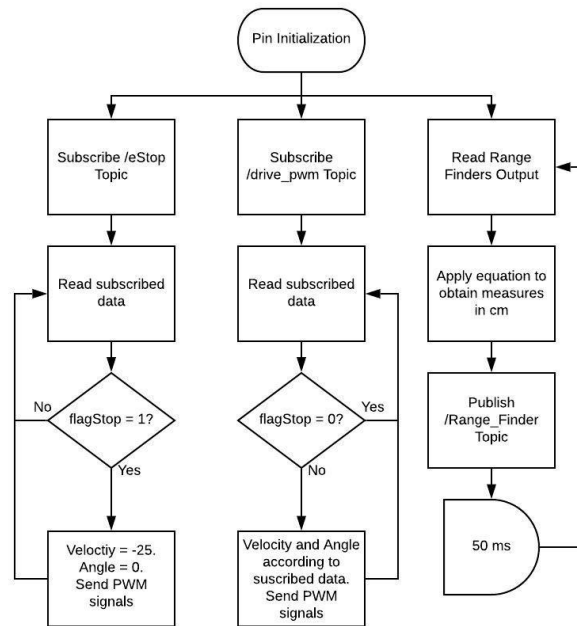 Pin Initialization
Subscribe /eStop
Topic
Subscribe
/drive_pwm Topic
Read Range
Finders Output
Read subscribed
data
Read subscribed
data
Apply equation to
obtain measures
in cm
No
flagStop = 1?
Yes
flagStop = 0?
Yes
No
Publish
/Range_Finder
Topic
Veloctiy = -25.
Angle = 0.
Send PWM
signals
Velocity and Angle
according to
suscribed data.
Send PWM
signals
50 ms